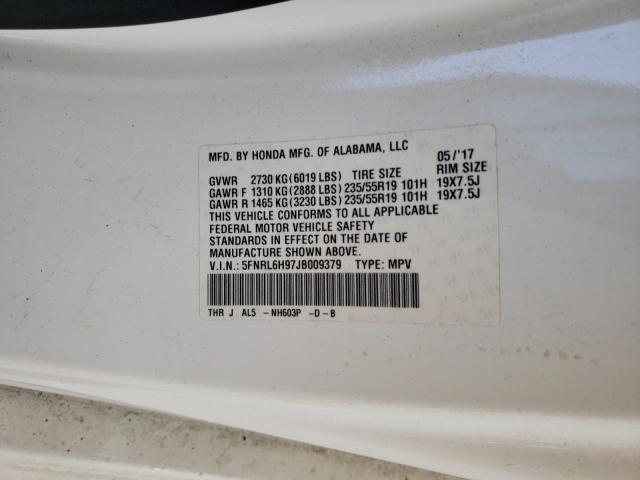 MFD. BY HONDA MFG. OF ALABAMA, LLC 05/'17
GVWR 2730 KG(6019 LBS) TIRE SIZE RIM SIZE
GAWR F 1310 KG(2888 LBS) 235/55R19 101H 19X7.5J
GAWR R 1465 KG(3230 LBS) 235/55R19 101H 19X7.5J
THIS VEHICLE CONFORMS TO ALL APPLICABLE
FEDERAL MOTOR VEHICLE SAFETY
STANDARDS IN EFFECT ON THE DATE OF
MANUFACTURE SHOWN ABOVE.
V.I.N.: 5FNRL6H97JB009379 TYPE: MPV
THR J AL5 -NH603P -D-B